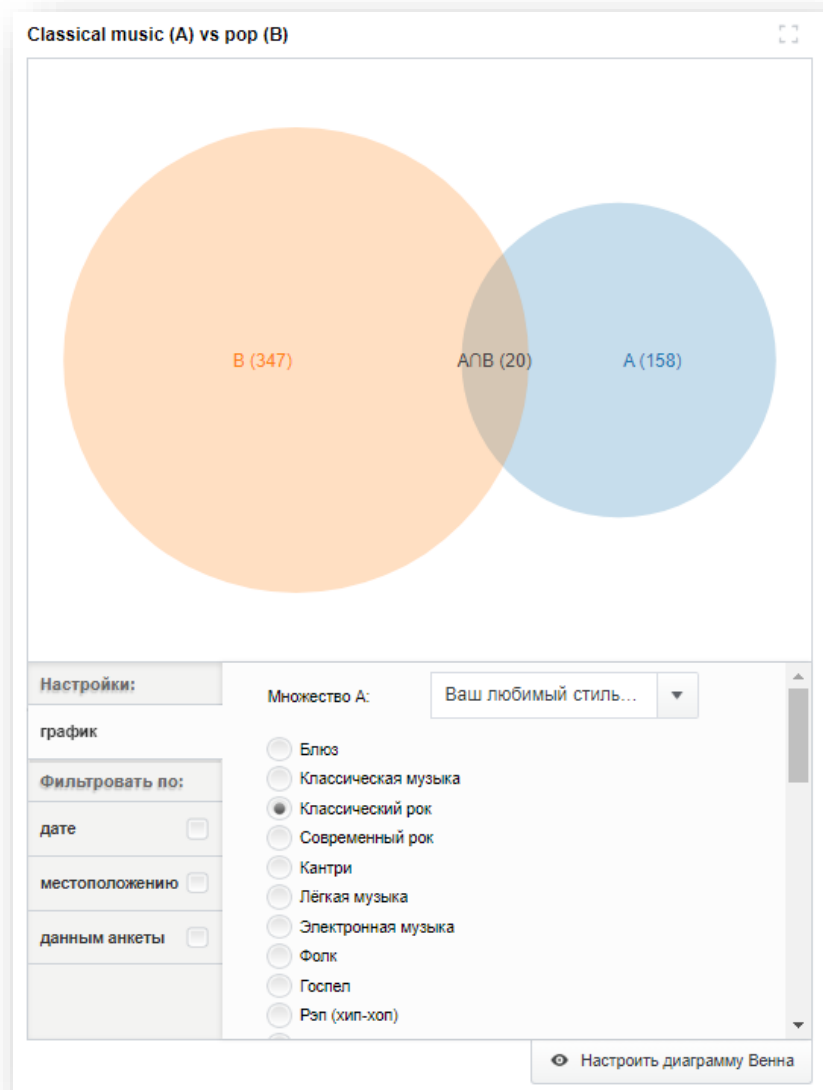 Classical music (A) vs pop (B)
B (347)
A∩B (20)
A (158)
Настройки:
график
Фильтровать по:
дате
местоположению
данным анкеты
Множество А:
Ваш любимый стиль...
Блюз
Классическая музыка
Классический рок
Современный рок
Кантри
Лёгкая музыка
Электронная музыка
Фолк
Госпел
Рэп (хип-хоп)
Настроить диаграмму Венна